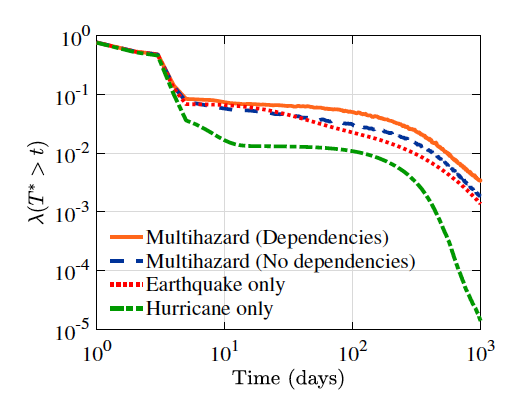 10^0
10^-1
10^-2
10^-3
10^-4
10^-5
λ(T* > t)
Multihazard (Dependencies)
Multihazard (No dependencies)
Earthquake only
Hurricane only
10^0 10^1 10^2 10^3
Time (days)